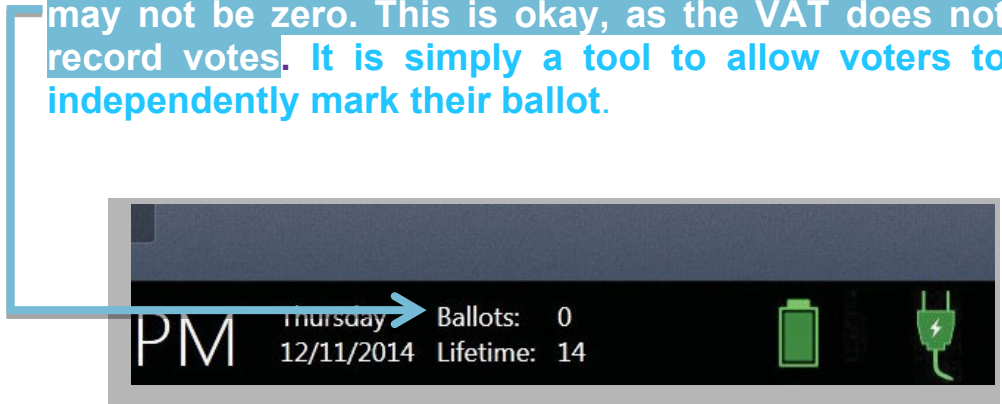 may not be zero. This is okay, as the VAT does not
record votes. It is simply a tool to allow voters to
independently mark their ballot.
PM
Thursday Ballots: 0
12/11/2014 Lifetime: 14